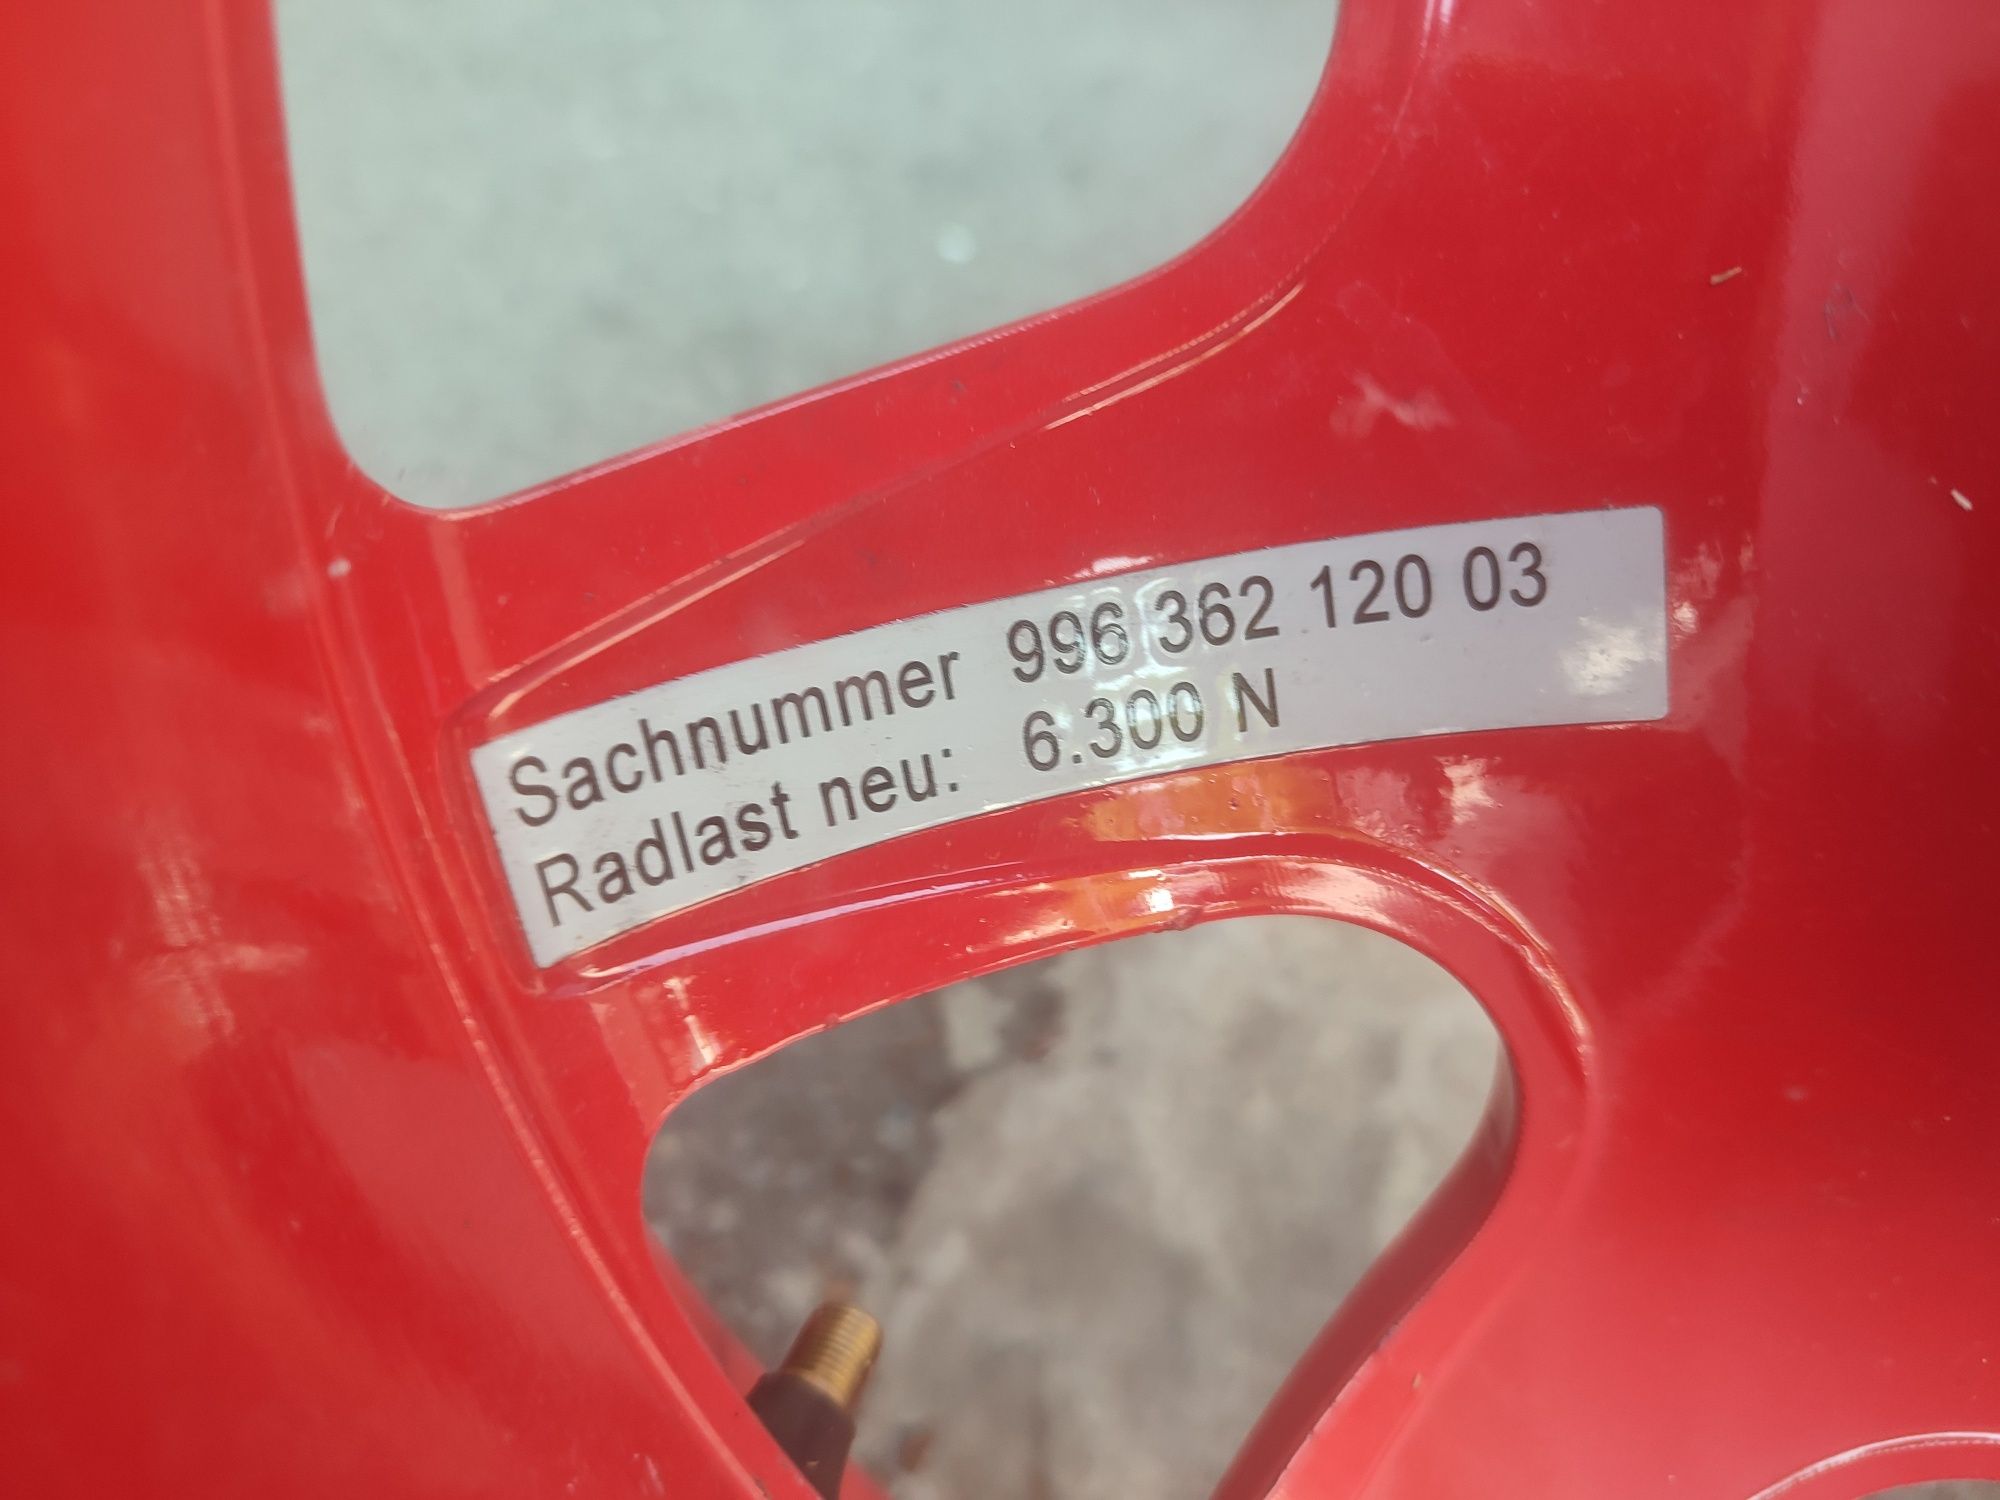 Sachnummer 996 362 120 03
Radlast neu: 6.300 N